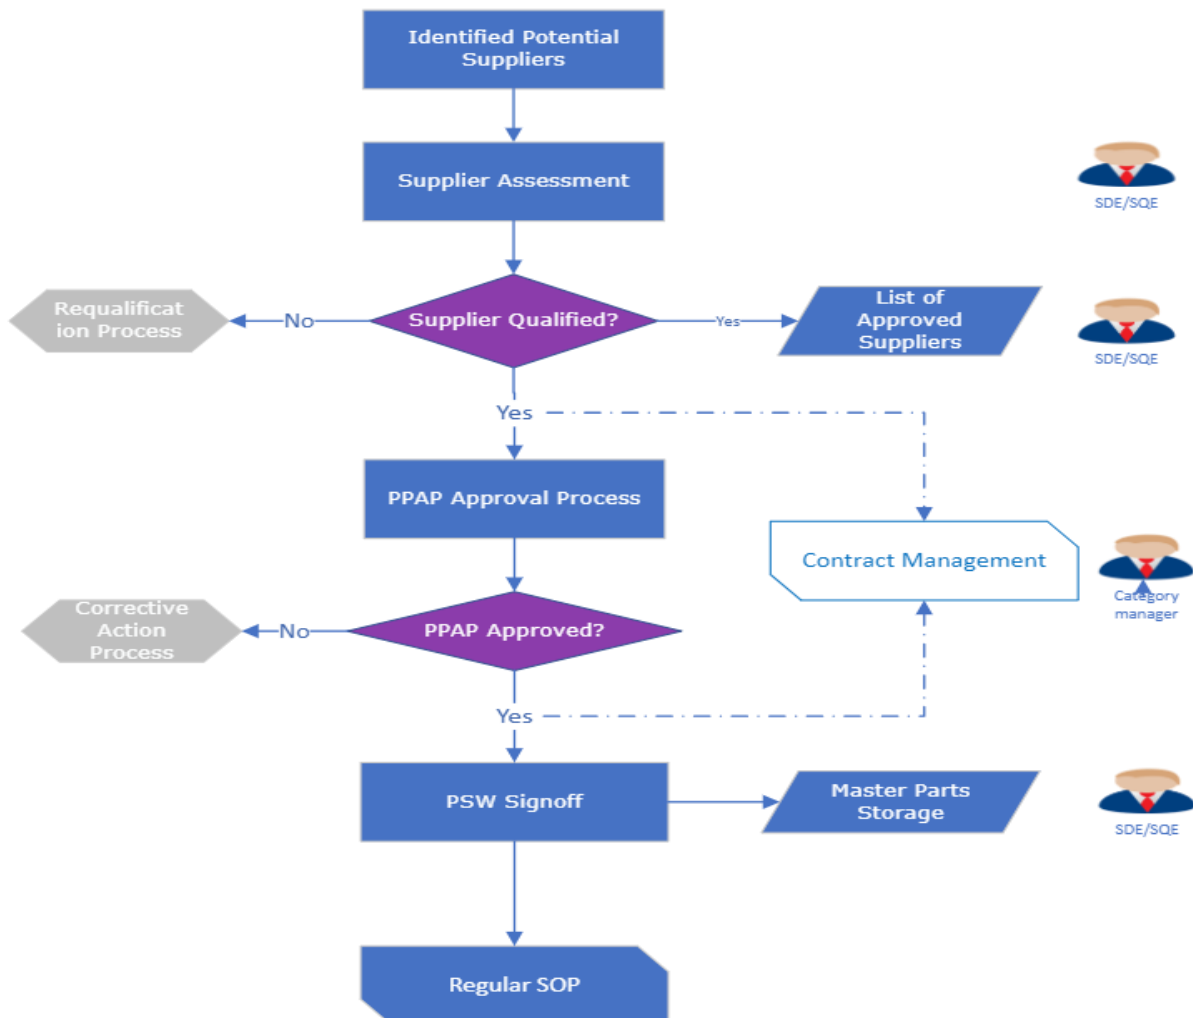 Identified Potential
Suppliers
Supplier Assessment
SDE/SQE
Requalificat
ion Process
No
Supplier Qualified?
Yes
List of
Approved
Suppliers
SDE/SQE
Yes
PPAP Approval Process
Contract Management
Category
manager
Corrective
Action
Process
No
PPAP Approved?
Yes
PSW Signoff
Master Parts
Storage
SDE/SQE
Regular SOP